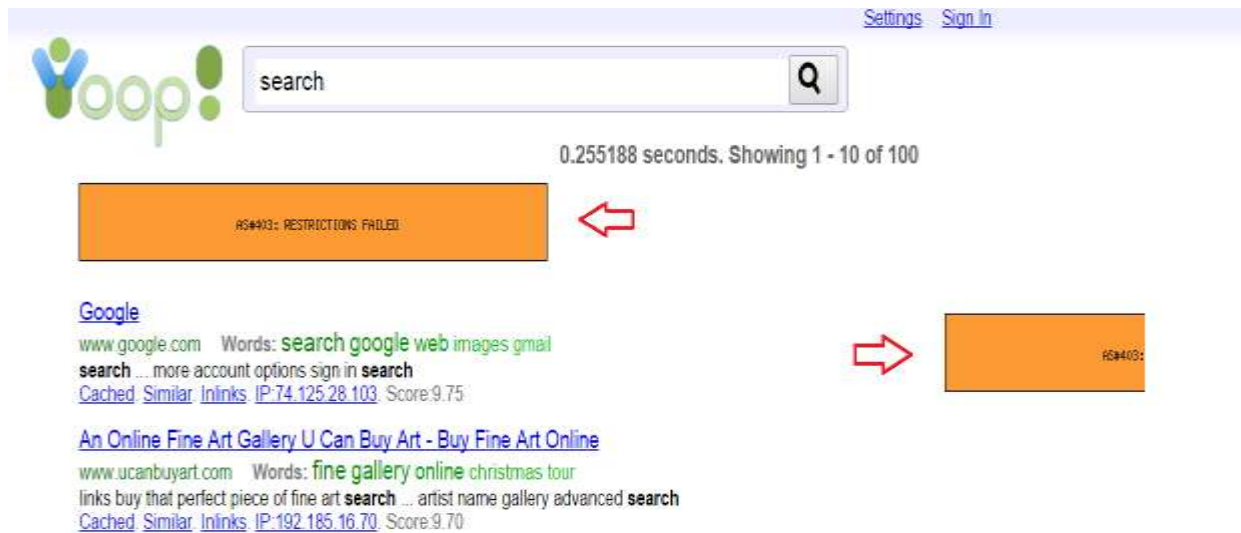 Settings Sign In
Yoop!
search
0.255188 seconds. Showing 1 - 10 of 100
AS#403: RESTRICTIONS FAILED
Google
www.google.com Words: search google web images gmail
search ... more account options sign in search
Cached. Similar. Inlinks. IP:74.125.28.103. Score:9.75
AS#403:
An Online Fine Art Gallery U Can Buy Art - Buy Fine Art Online
www.ucanbuyart.com Words: fine gallery online christmas tour
links buy that perfect piece of fine art search ... artist name gallery advanced search
Cached. Similar. Inlinks. IP:192.185.16.70. Score:9.70